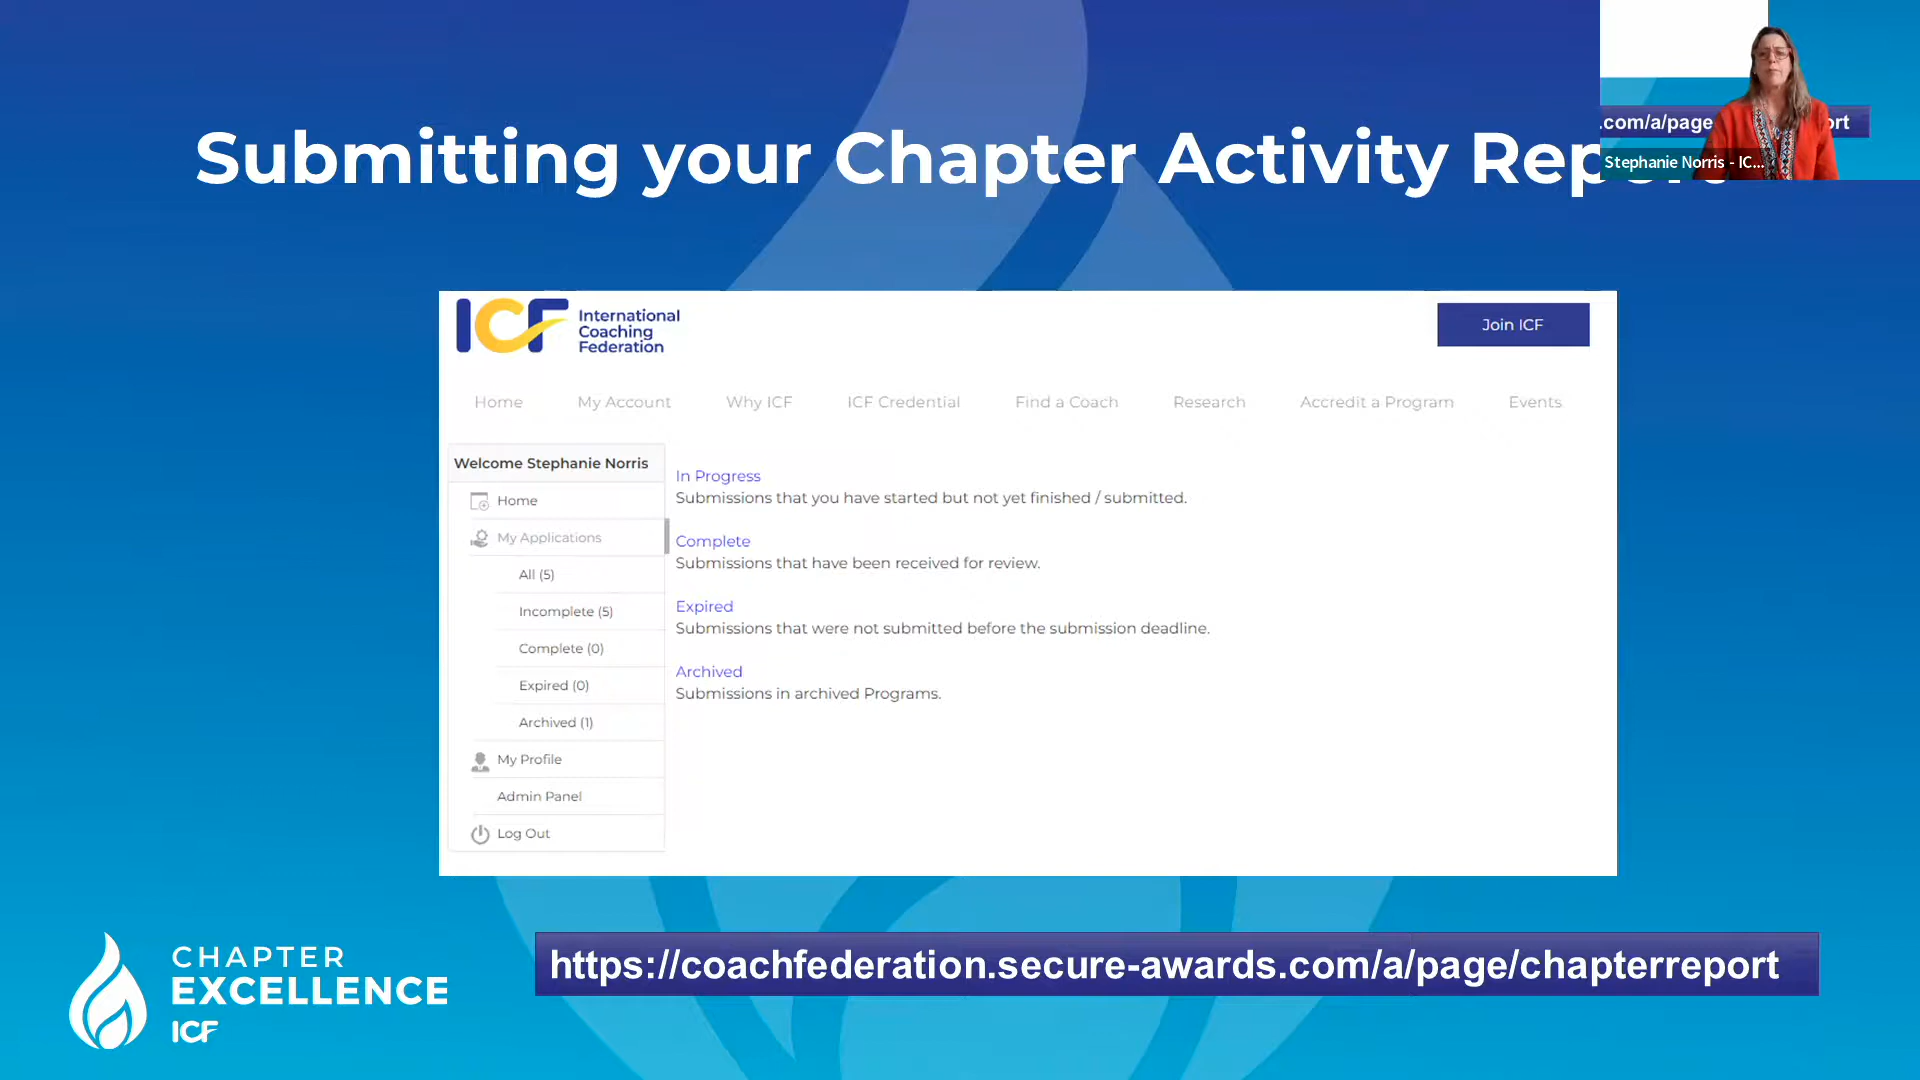 Submitting your Chapter Activity Rep
.com/a/page
ort
Stephanie Norris - IC...
ICF International
Coaching
Federation
Join ICF
Home My Account Why ICF ICF Credential Find a Coach Research Accredit a Program Events
Welcome Stephanie Norris
Home
My Applications
All (5)
Incomplete (5)
Complete (0)
Expired (0)
Archived (1)
My Profile
Admin Panel
Log Out
In Progress
Submissions that you have started but not yet finished / submitted.
Complete
Submissions that have been received for review.
Expired
Submissions that were not submitted before the submission deadline.
Archived
Submissions in archived Programs.
CHAPTER
EXCELLENCE
ICF
https://coachfederation.secure-awards.com/a/page/chapterreport